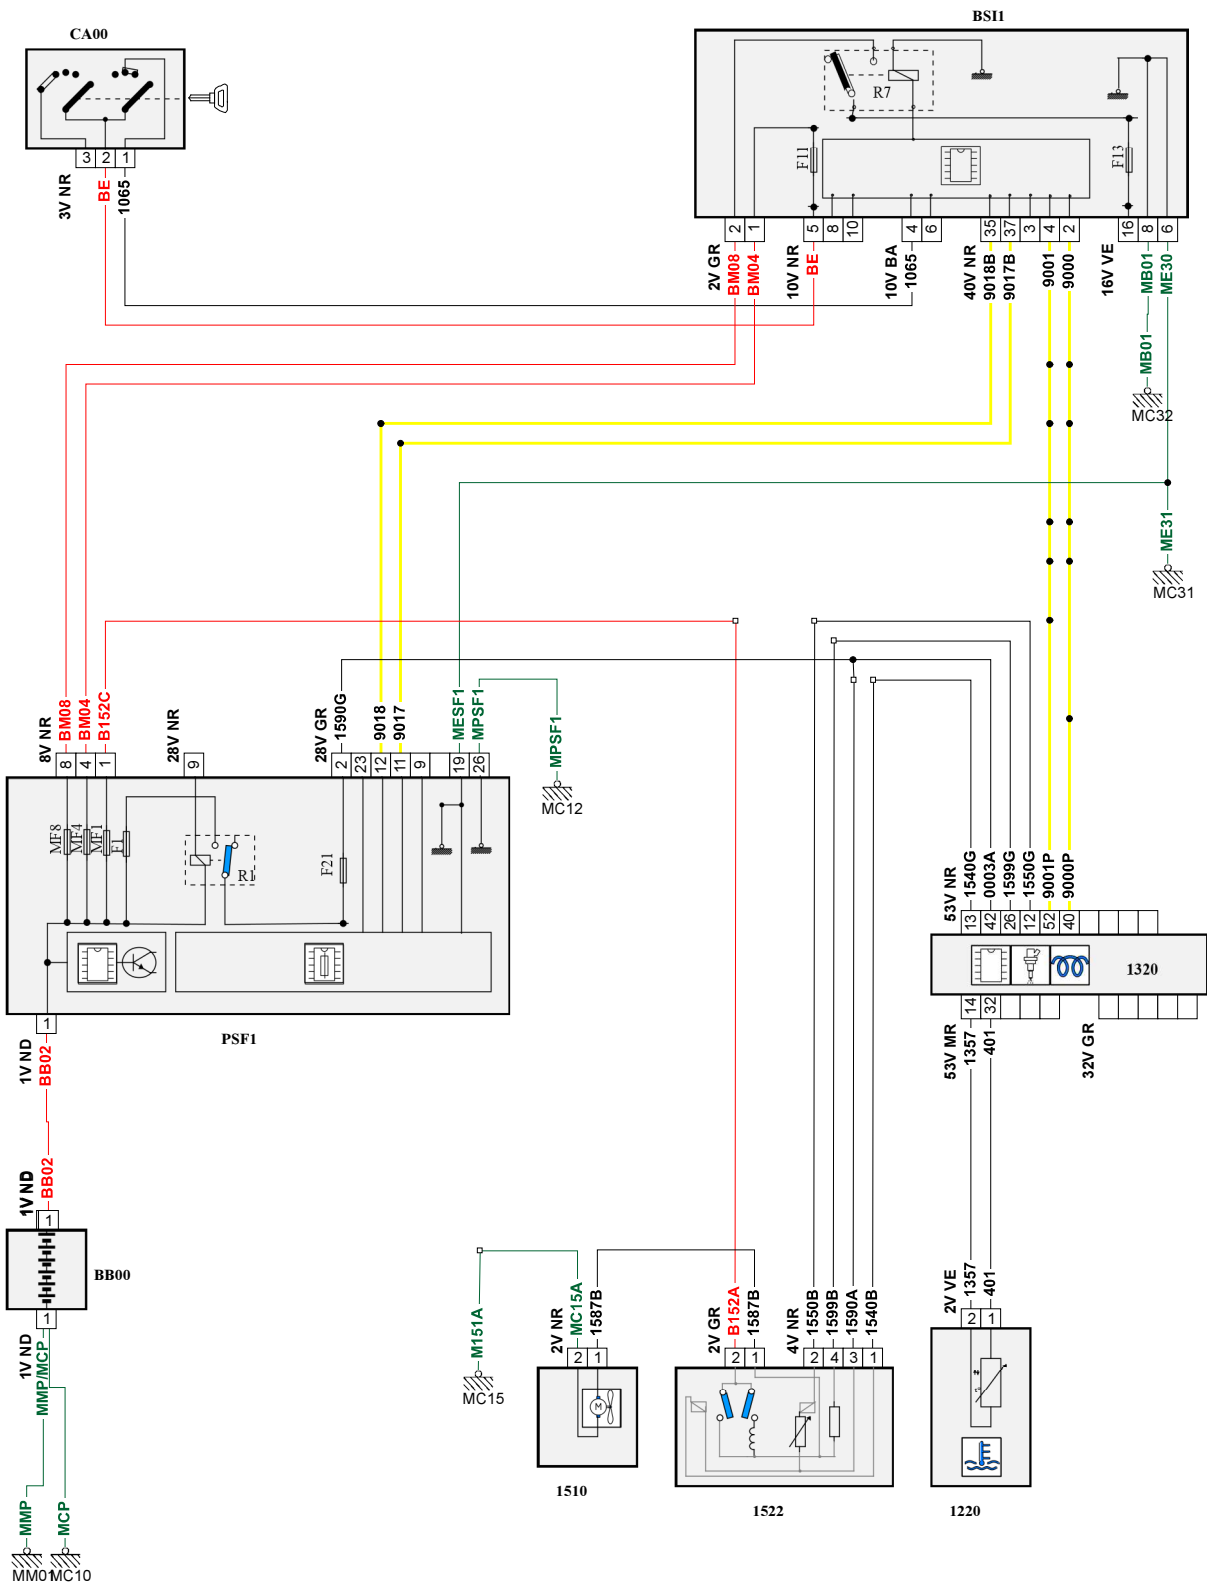 CA00
BSI1
R7
F11
F13
3 2 1
3V NR
BE
1065
2 1
5 8 10
4 6
35 37 3 4 2
16 8 6
2V GR
BM08
BM04
10V NR
BE
10V BA
1065
40V NR
9018B
9017B
9001
9000
16V VE
MB01
ME30
MB01
MC32
ME31
MC31
8V NR
BM08
BM04
B152C
28V NR
28V GR
1590G
9018
9017
MESF1
MPSF1
MPSF1
MC12
8 4 1
9
2 23 12 11 9 19 26
MF8
MF4
MF1
F1
R1
F21
PSF1
1
1V ND
BB02
53V NR
1540G
0003A
1599G
1550G
9001P
9000P
13 42 26 12 52 40
1320
14 32
53V MR
1357
401
32V GR
1V ND
BB02
1
BB00
1
1V ND
MMP/MCP
MMP
MCP
MM01
MC10
M151A
MC15
2V NR
MC15A
1587B
2 1
M
1510
2V GR
B152A
1587B
4V NR
1550B
1599B
1590A
1540B
2 1
2 4 3 1
1522
2V VE
1357
401
2 1
1220